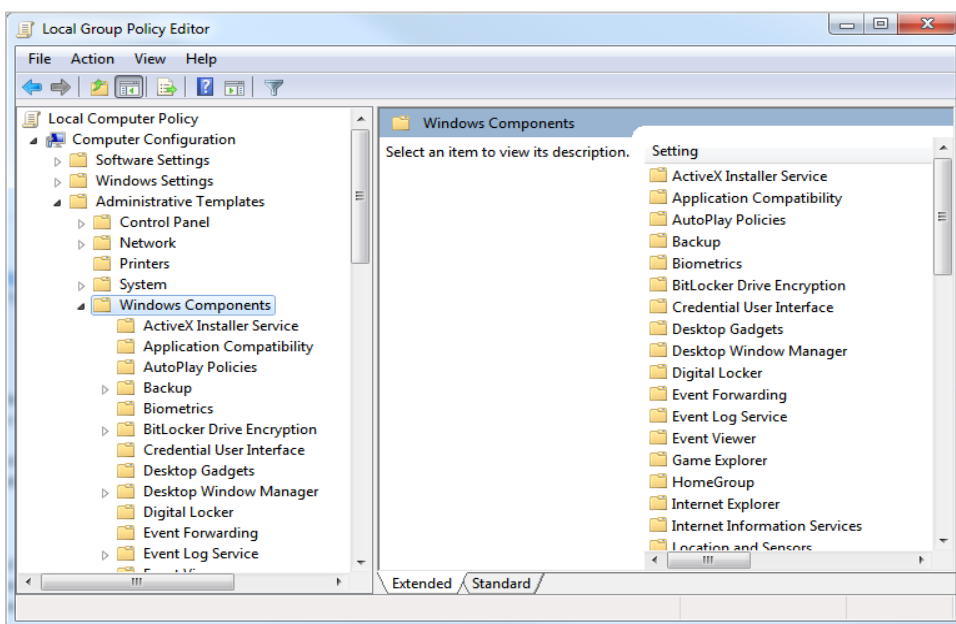 Local Group Policy Editor
File Action View Help
Local Computer Policy
Computer Configuration
Software Settings
Windows Settings
Administrative Templates
Control Panel
Network
Printers
System
Windows Components
ActiveX Installer Service
Application Compatibility
AutoPlay Policies
Backup
Biometrics
BitLocker Drive Encryption
Credential User Interface
Desktop Gadgets
Desktop Window Manager
Digital Locker
Event Forwarding
Event Log Service
Windows Components
Select an item to view its description.
Setting
ActiveX Installer Service
Application Compatibility
AutoPlay Policies
Backup
Biometrics
BitLocker Drive Encryption
Credential User Interface
Desktop Gadgets
Desktop Window Manager
Digital Locker
Event Forwarding
Event Log Service
Event Viewer
Game Explorer
HomeGroup
Internet Explorer
Internet Information Services
Location and Sensors
Extended Standard